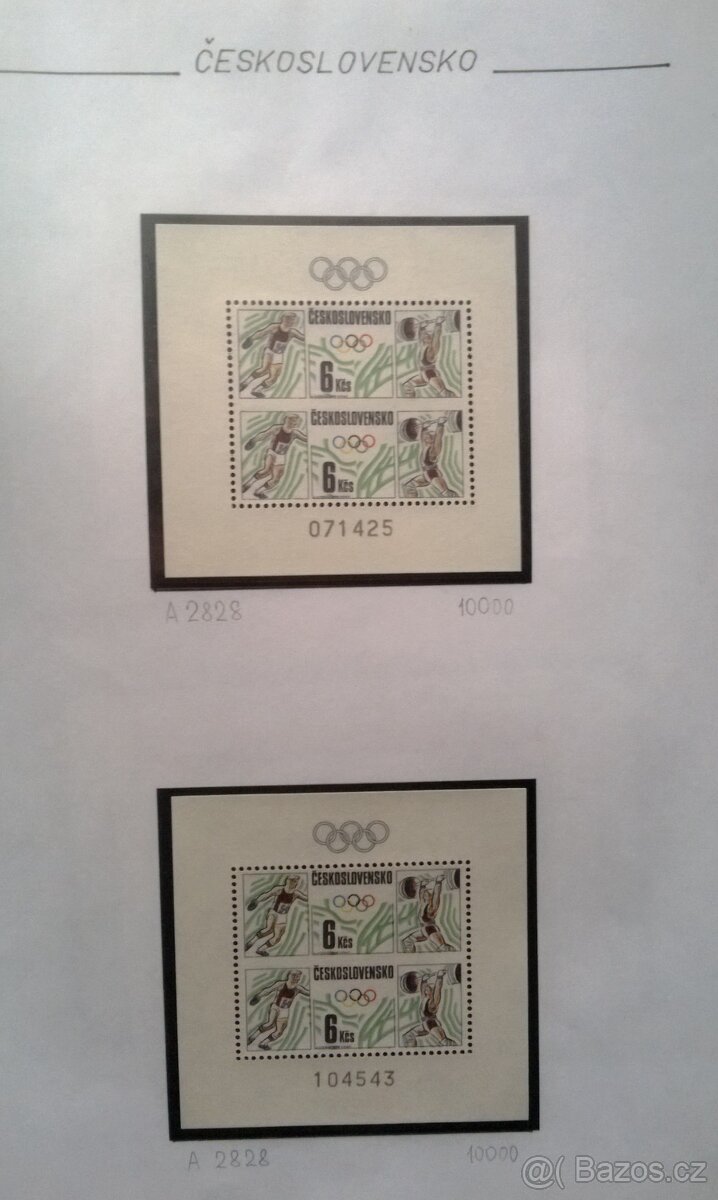 ČESKOSLOVENSKO
ČESKOSLOVENSKO
6 Kčs
ČESKOSLOVENSKO
6 Kčs
071425
A 2828 10000
ČESKOSLOVENSKO
6 Kčs
ČESKOSLOVENSKO
6 Kčs
104543
A 2828 10000
@( Bazos.cz